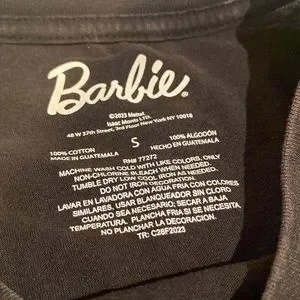 Barbie
©2023 Mattel
Isaac Morris LTD.
48 W 37th Street, 3rd Floor New York NY 10018
100% COTTON S 100% ALGODÓN
MADE IN GUATEMALA HECHO EN GUATEMALA
RN# 77272
MACHINE WASH COLD WITH LIKE COLORS, ONLY
NON-CHLORINE BLEACH WHEN NEEDED.
TUMBLE DRY LOW COOL IRON AS NEEDED.
DO NOT IRON DECORATION.
LAVAR EN LAVADORA CON AGUA FRIA CON COLORES
SIMILARES, USAR BLANQUEADOR SIN CLORO
CUANDO SEA NECESARIO; SECAR A BAJA
TEMPERATURA. PLANCHA FRIA SI SE NECESITA
NO PLANCHAR LA DECORACION.
TR: C28F2023